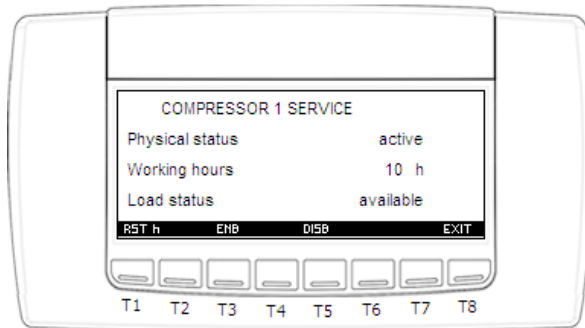 COMPRESSOR 1 SERVICE
Physical status active
Working hours 10 h
Load status available
RST h ENB DISB EXIT
T1 T2 T3 T4 T5 T6 T7 T8